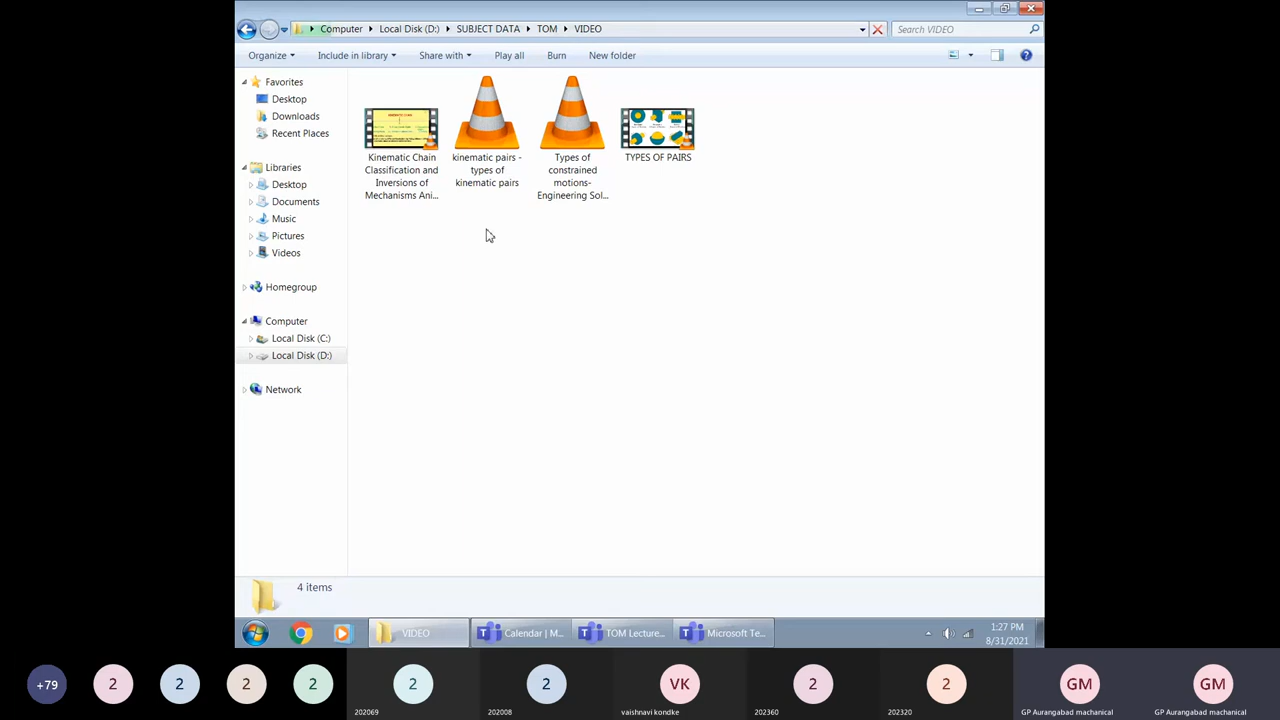 Computer
Local Disk (D:)
SUBJECT DATA
TOM
VIDEO
Search VIDEO
Organize
Include in library
Share with
Play all
Burn
New folder
Favorites
Desktop
Downloads
Recent Places
Libraries
Desktop
Documents
Music
Pictures
Videos
Homegroup
Computer
Local Disk (C:)
Local Disk (D:)
Network
Kinematic Chain
Classification and
Inversions of
Mechanisms Ani...
kinematic pairs -
types of
kinematic pairs
Types of
constrained
motions-
Engineering Sol...
TYPES OF PAIRS
4 items
VIDEO
Calendar | M...
TOM Lecture...
Microsoft Te...
1:27 PM
8/31/2021
+79
2
2
2
2
2
202069
2
202008
VK
vaishnavi kondke
2
202360
2
202320
GM
GP Aurangabad machanical
GM
GP Aurangabad machanical